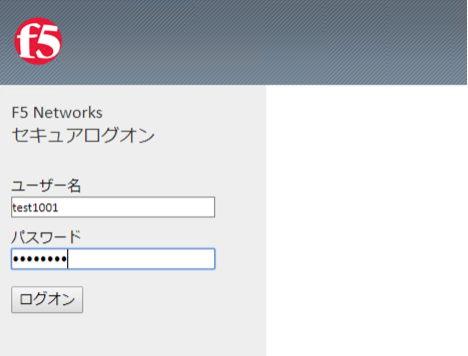 f5
F5 Networks
セキュアログオン
ユーザー名
test1001
パスワード
••••••••
ログオン